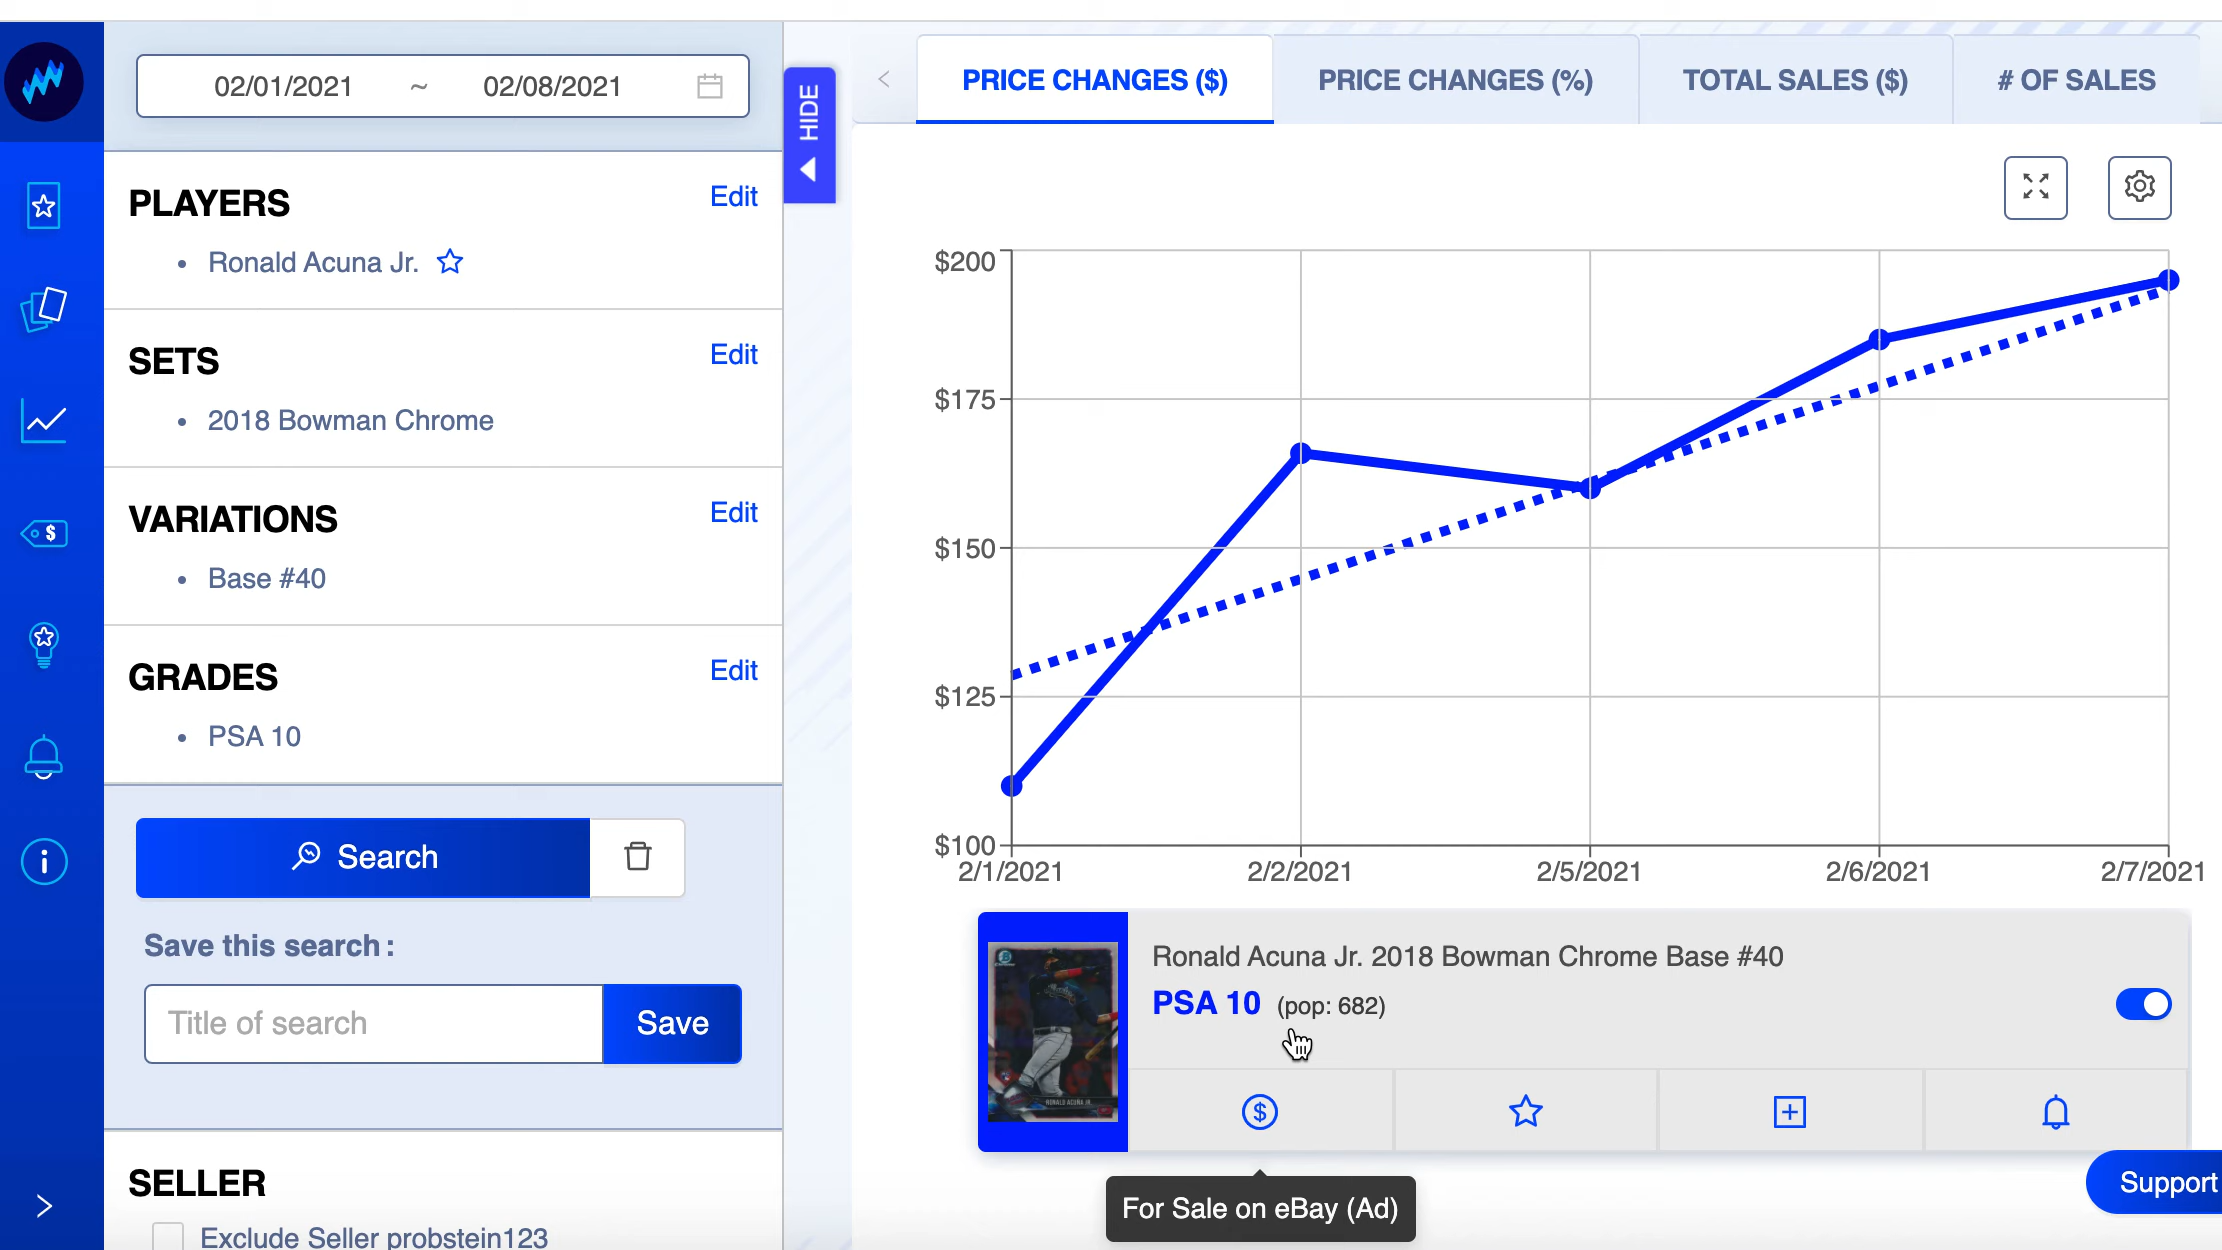 02/01/2021 ~ 02/08/2021
PLAYERS Edit
Ronald Acuna Jr.
SETS Edit
2018 Bowman Chrome
VARIATIONS Edit
Base #40
GRADES Edit
PSA 10
Search
Save this search:
Title of search Save
SELLER
Exclude Seller probstein123
HIDE
PRICE CHANGES ($) PRICE CHANGES (%) TOTAL SALES ($) # OF SALES
$200
$175
$150
$125
$100
2/1/2021 2/2/2021 2/5/2021 2/6/2021 2/7/2021
Ronald Acuna Jr. 2018 Bowman Chrome Base #40
PSA 10 (pop: 682)
RONALD ACUÑA JR.
For Sale on eBay (Ad)
Support